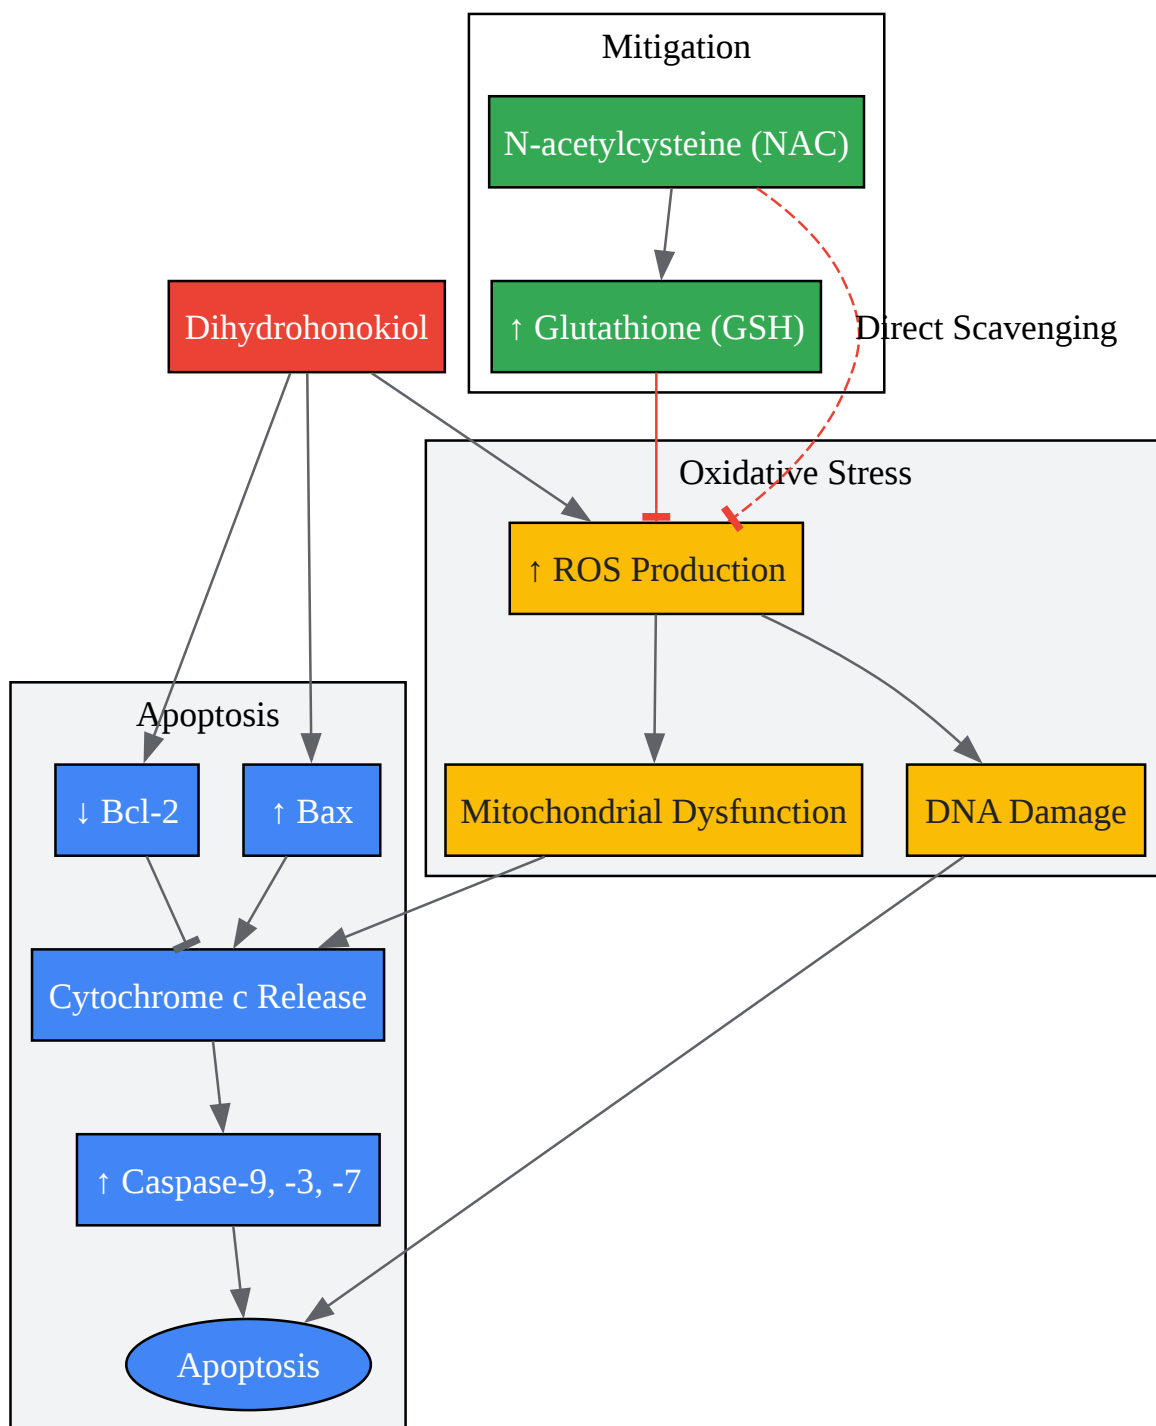 Mitigation
N-acetylcysteine (NAC)
Dihydrohonokiol
↑ Glutathione (GSH)
Direct Scavenging
Oxidative Stress
↑ ROS Production
Apoptosis
↓ Bcl-2
↑ Bax
Mitochondrial Dysfunction
DNA Damage
Cytochrome c Release
↑ Caspase-9, -3, -7
Apoptosis